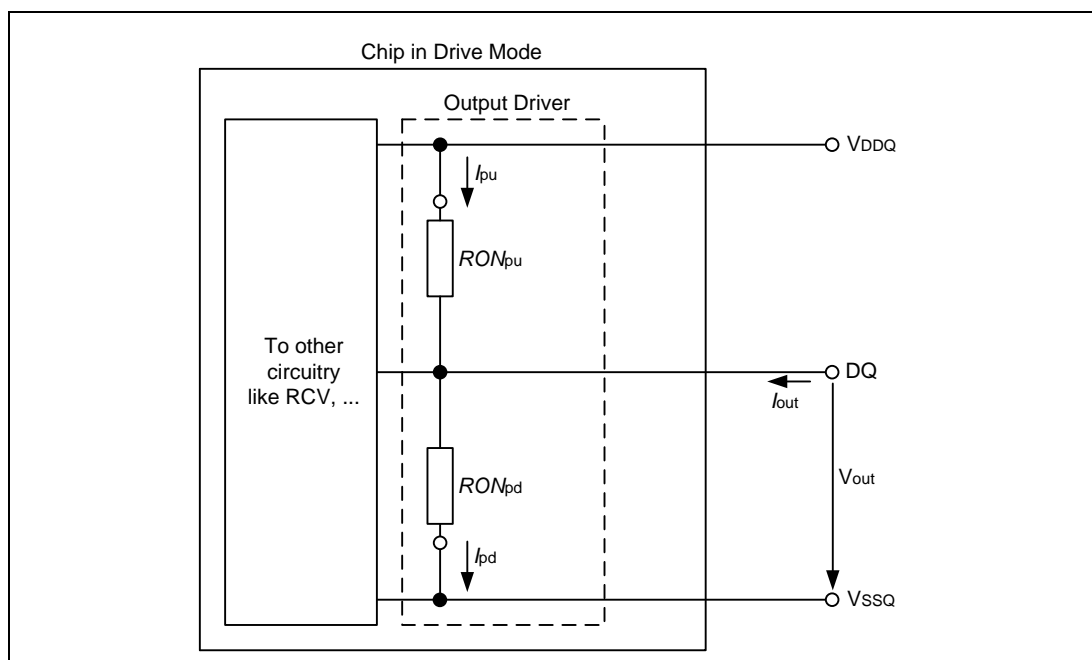 Chip in Drive Mode
Output Driver
VDDQ
Ipu
RONpu
To other
circuitry
like RCV, ...
DQ
Iout
RONpd
Vout
Ipd
VSSQ